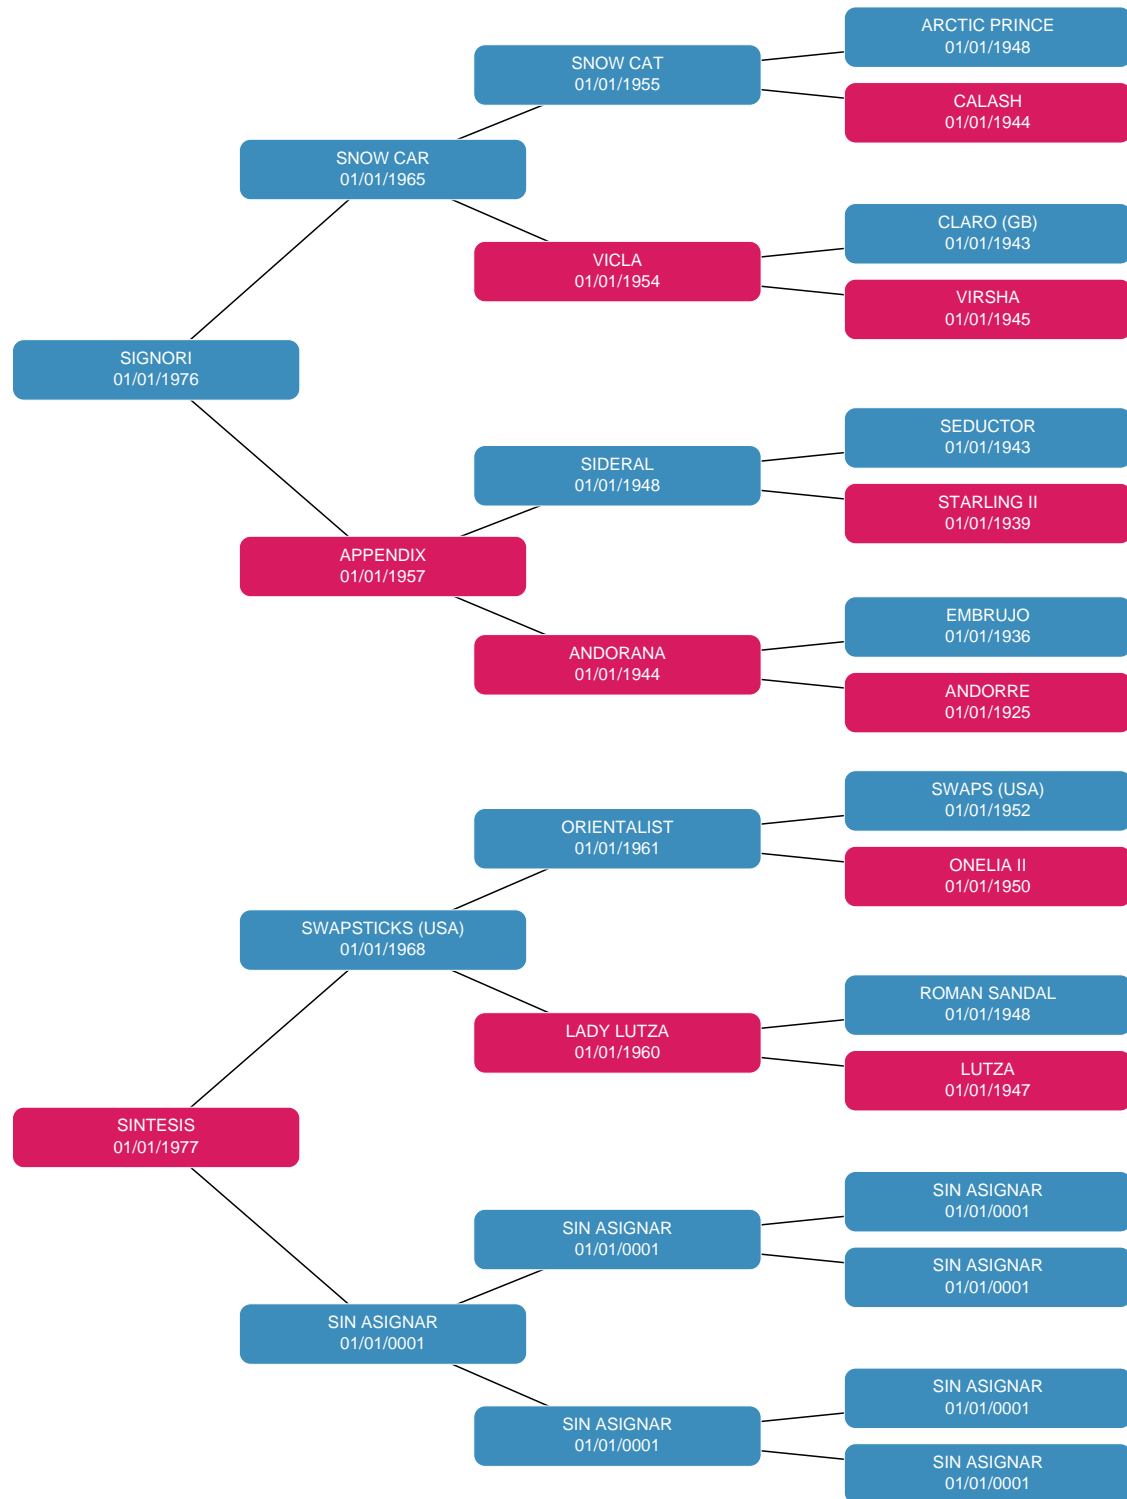 ARCTIC PRINCE
01/01/1948
SNOW CAT
01/01/1955
CALASH
01/01/1944
SNOW CAR
01/01/1965
CLARO (GB)
01/01/1943
VICLA
01/01/1954
VIRSHA
01/01/1945
SIGNORI
01/01/1976
SEDUCTOR
01/01/1943
SIDERAL
01/01/1948
STARLING II
01/01/1939
APPENDIX
01/01/1957
EMBRUJO
01/01/1936
ANDORANA
01/01/1944
ANDORRE
01/01/1925
SWAPS (USA)
01/01/1952
ORIENTALIST
01/01/1961
ONELIA II
01/01/1950
SWAPSTICKS (USA)
01/01/1968
ROMAN SANDAL
01/01/1948
LADY LUTZA
01/01/1960
LUTZA
01/01/1947
SINTESIS
01/01/1977
SIN ASIGNAR
01/01/0001
SIN ASIGNAR
01/01/0001
SIN ASIGNAR
01/01/0001
SIN ASIGNAR
01/01/0001
SIN ASIGNAR
01/01/0001
SIN ASIGNAR
01/01/0001
SIN ASIGNAR
01/01/0001